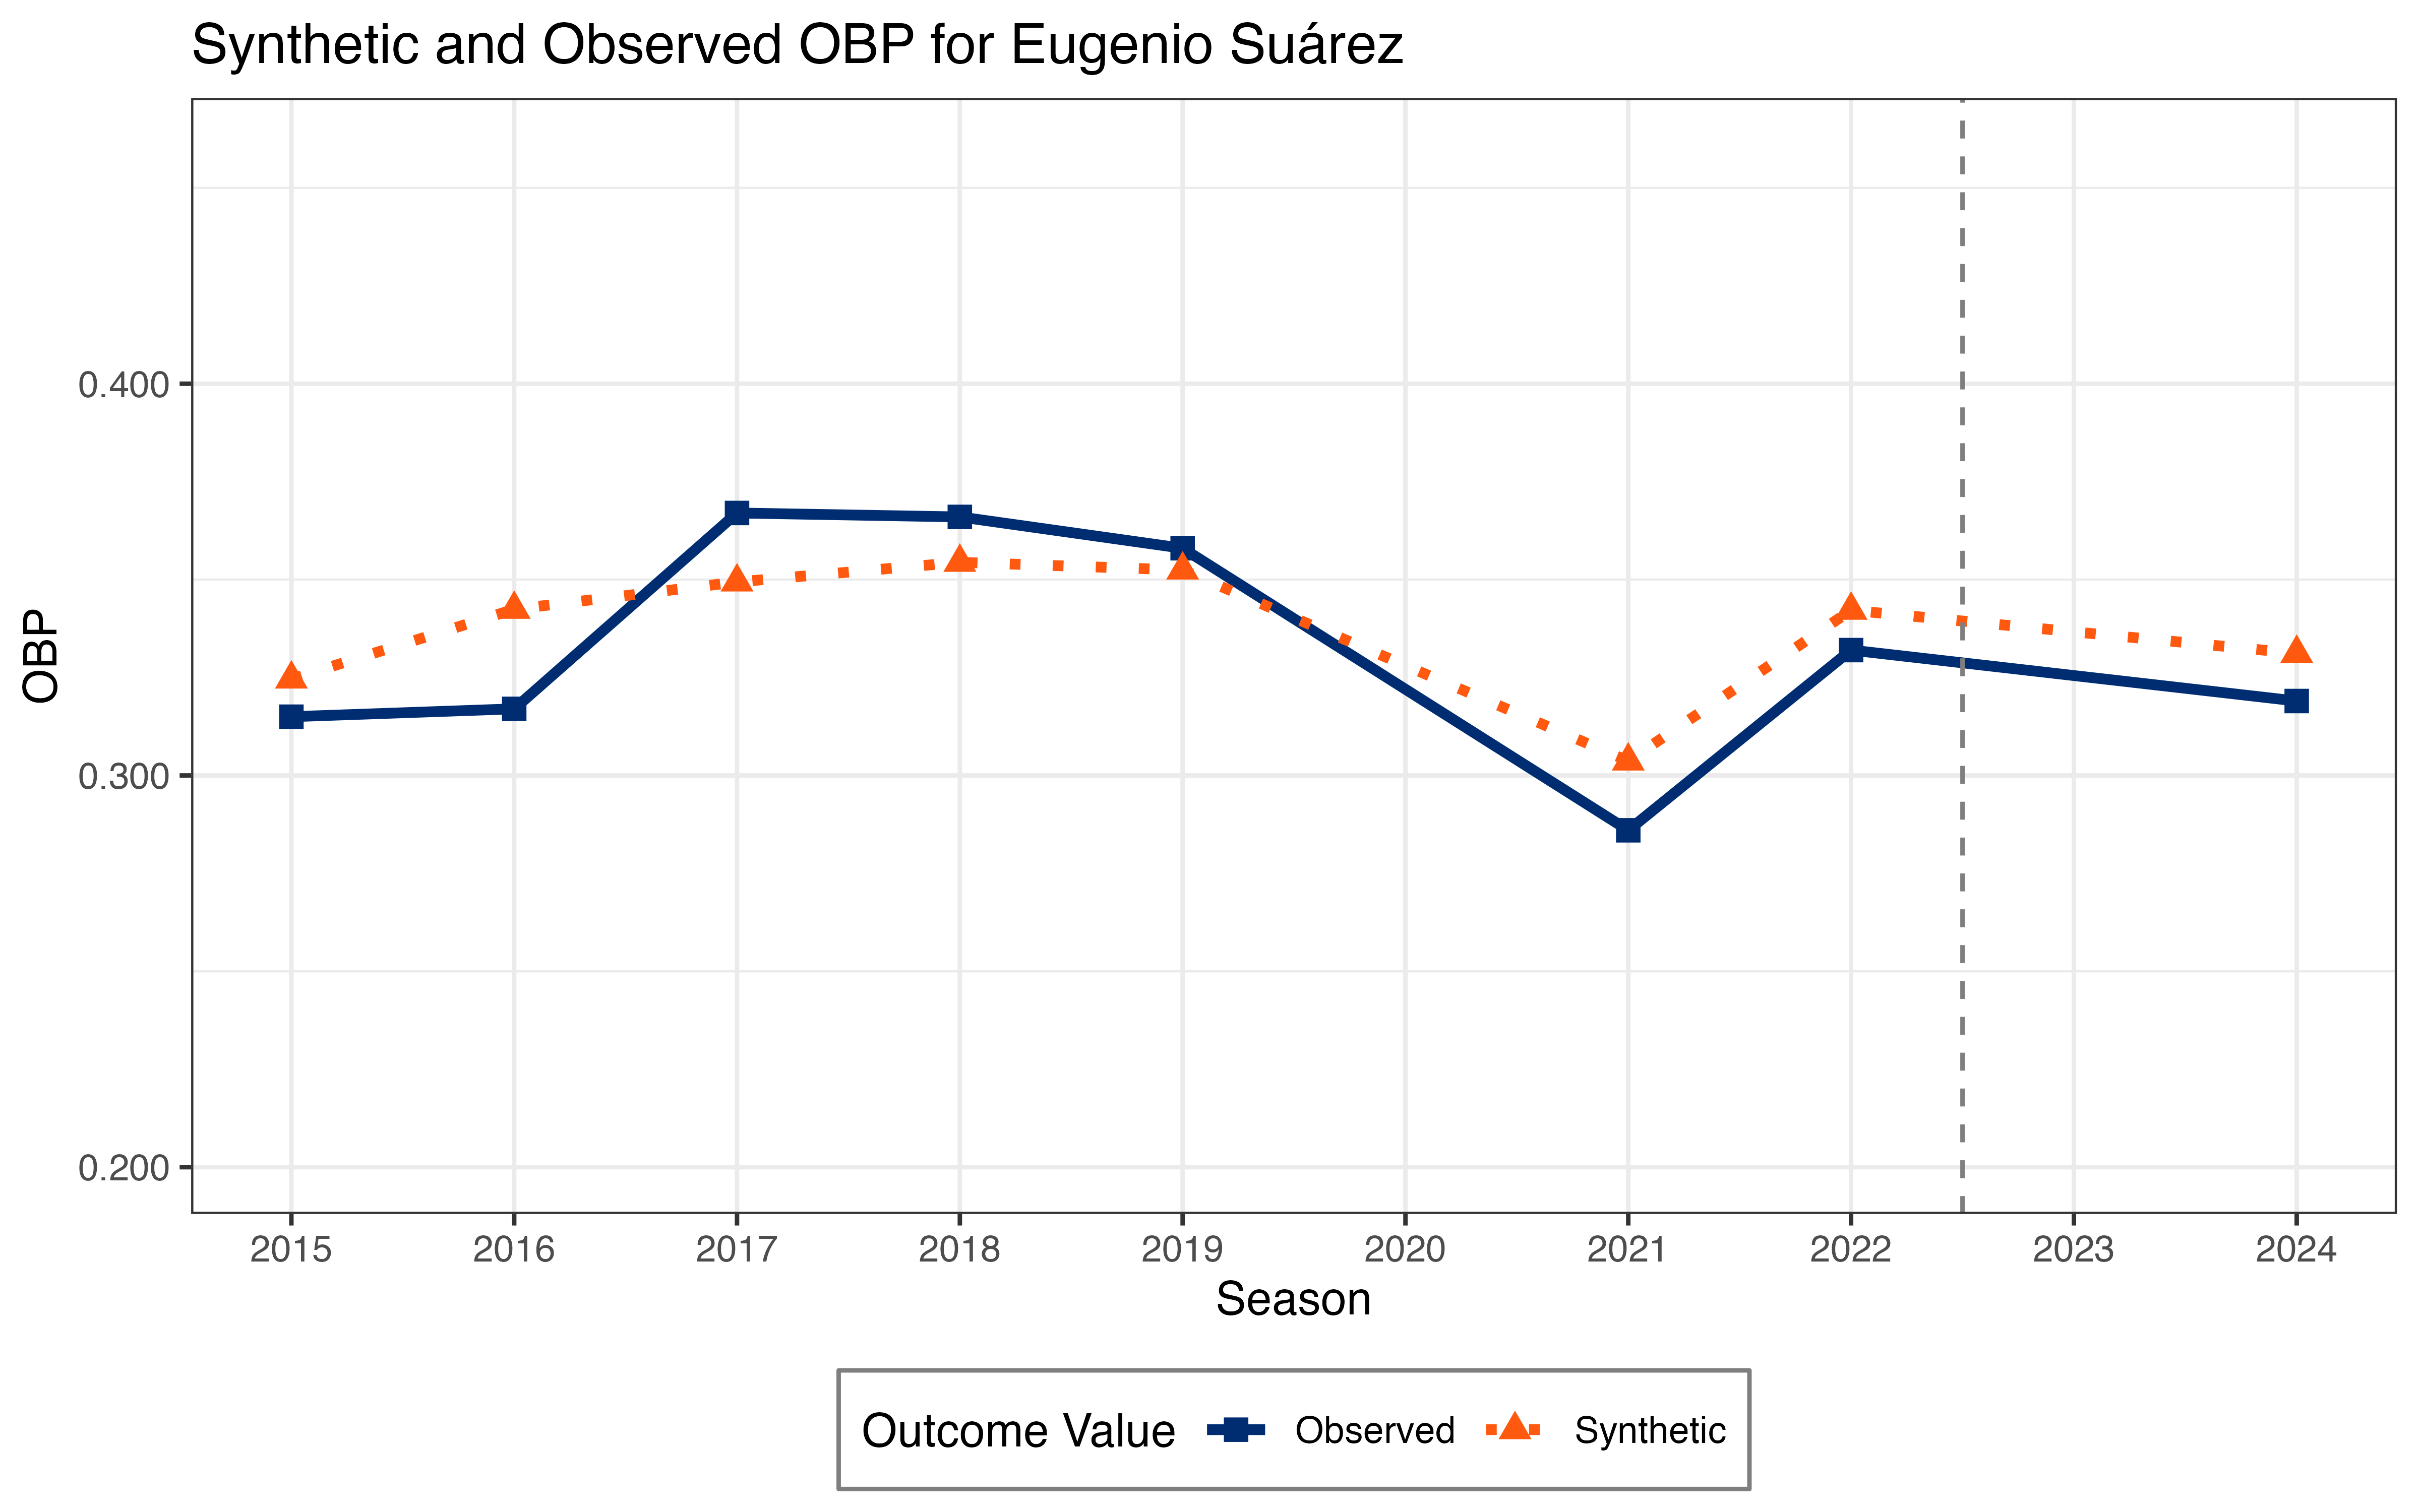 Synthetic and Observed OBP for Eugenio Suárez
OBP
0.400
0.300
0.200
2015 2016 2017 2018 2019 2020 2021 2022 2023 2024
Season
Outcome Value Observed Synthetic